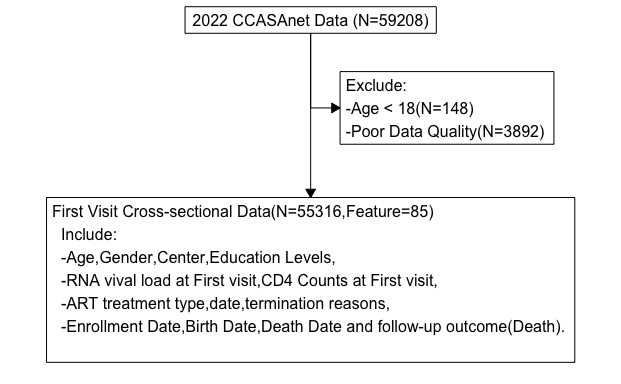 2022 CCASAnet Data (N=59208)
Exclude:
-Age < 18(N=148)
-Poor Data Quality(N=3892)
First Visit Cross-sectional Data(N=55316,Feature=85)
Include:
-Age,Gender,Center,Education Levels,
-RNA vival load at First visit,CD4 Counts at First visit,
-ART treatment type,date,termination reasons,
-Enrollment Date,Birth Date,Death Date and follow-up outcome(Death).